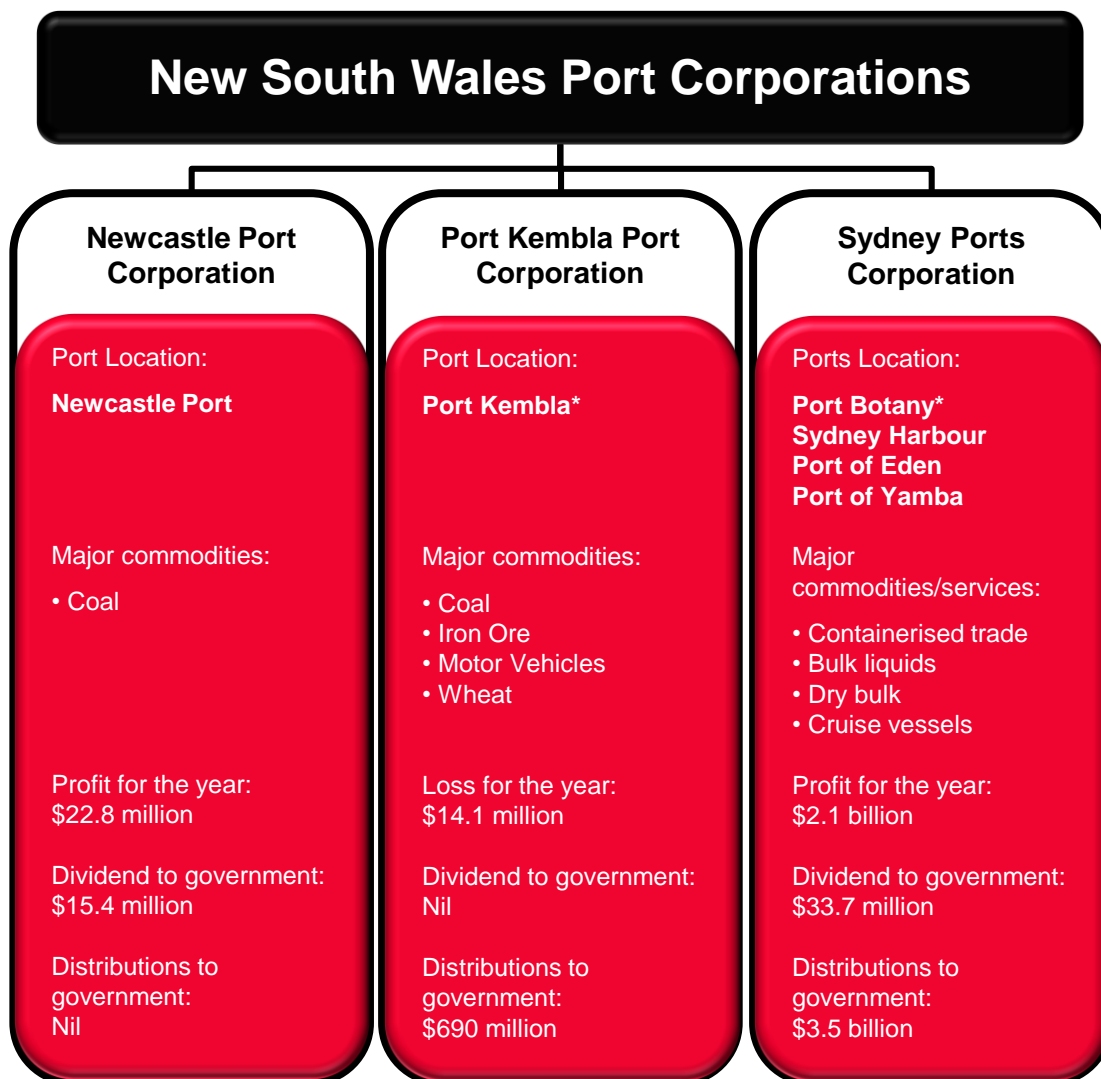 New South Wales Port Corporations
Newcastle Port
Corporation
Port Location:
Newcastle Port
Major commodities:
• Coal
Profit for the year:
$22.8 million
Dividend to government:
$15.4 million
Distributions to
government:
Nil
Port Kembla Port
Corporation
Port Location:
Port Kembla*
Major commodities:
• Coal
• Iron Ore
• Motor Vehicles
• Wheat
Loss for the year:
$14.1 million
Dividend to government:
Nil
Distributions to
government:
$690 million
Sydney Ports
Corporation
Ports Location:
Port Botany*
Sydney Harbour
Port of Eden
Port of Yamba
Major
commodities/services:
• Containerised trade
• Bulk liquids
• Dry bulk
• Cruise vessels
Profit for the year:
$2.1 billion
Dividend to government:
$33.7 million
Distributions to
government:
$3.5 billion